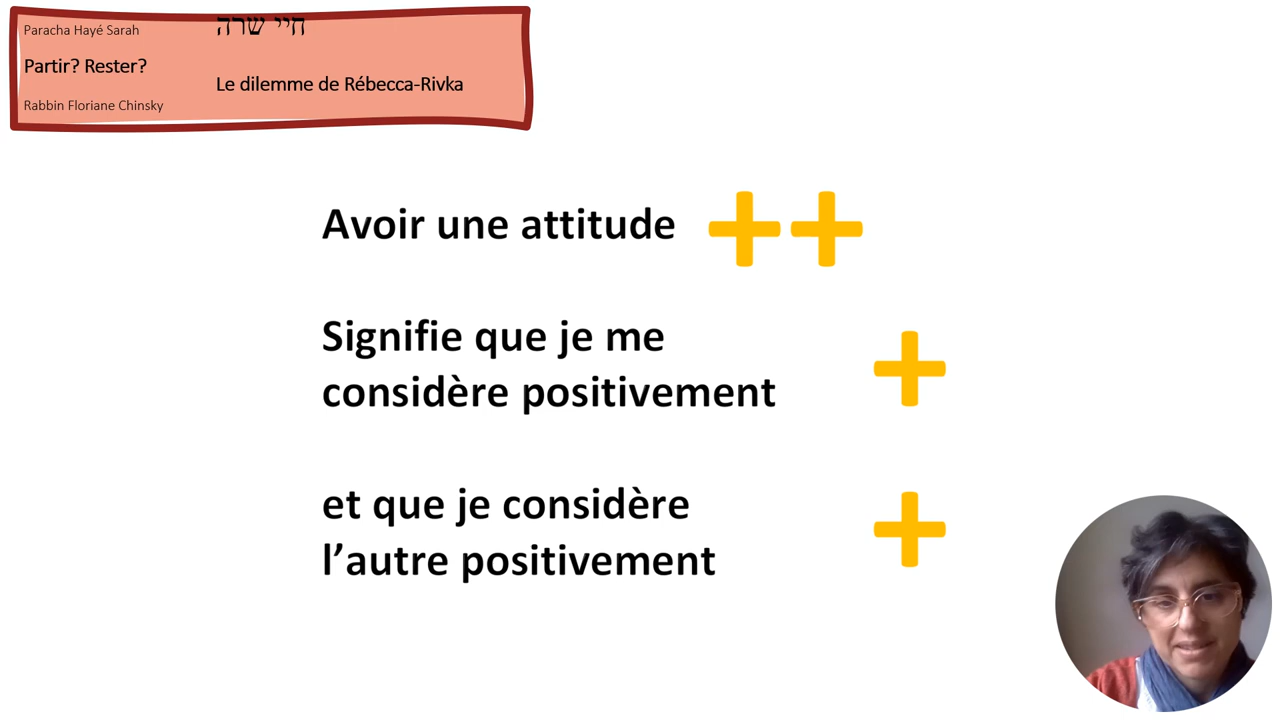 Paracha Hayé Sarah
חיי שרה
Partir? Rester?
Le dilemme de Rébecca-Rivka
Rabbin Floriane Chinsky
Avoir une attitude ++
Signifie que je me
considère positivement +
et que je considère
l’autre positivement +